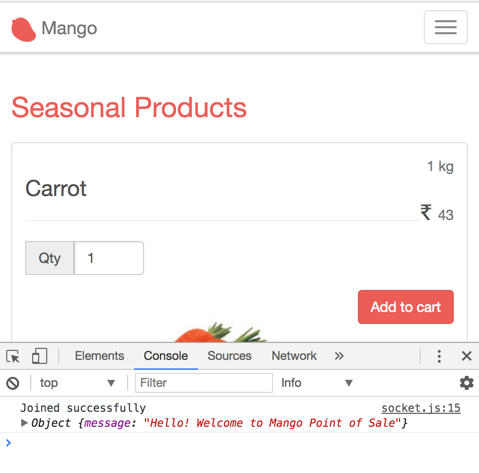 Mango
Seasonal Products
1 kg
Carrot
₹ 43
Qty 1
Add to cart
Elements Console Sources Network »
top ▼ Filter Info ▼
Joined successfully socket.js:15
▶ Object {message: "Hello! Welcome to Mango Point of Sale"}
>